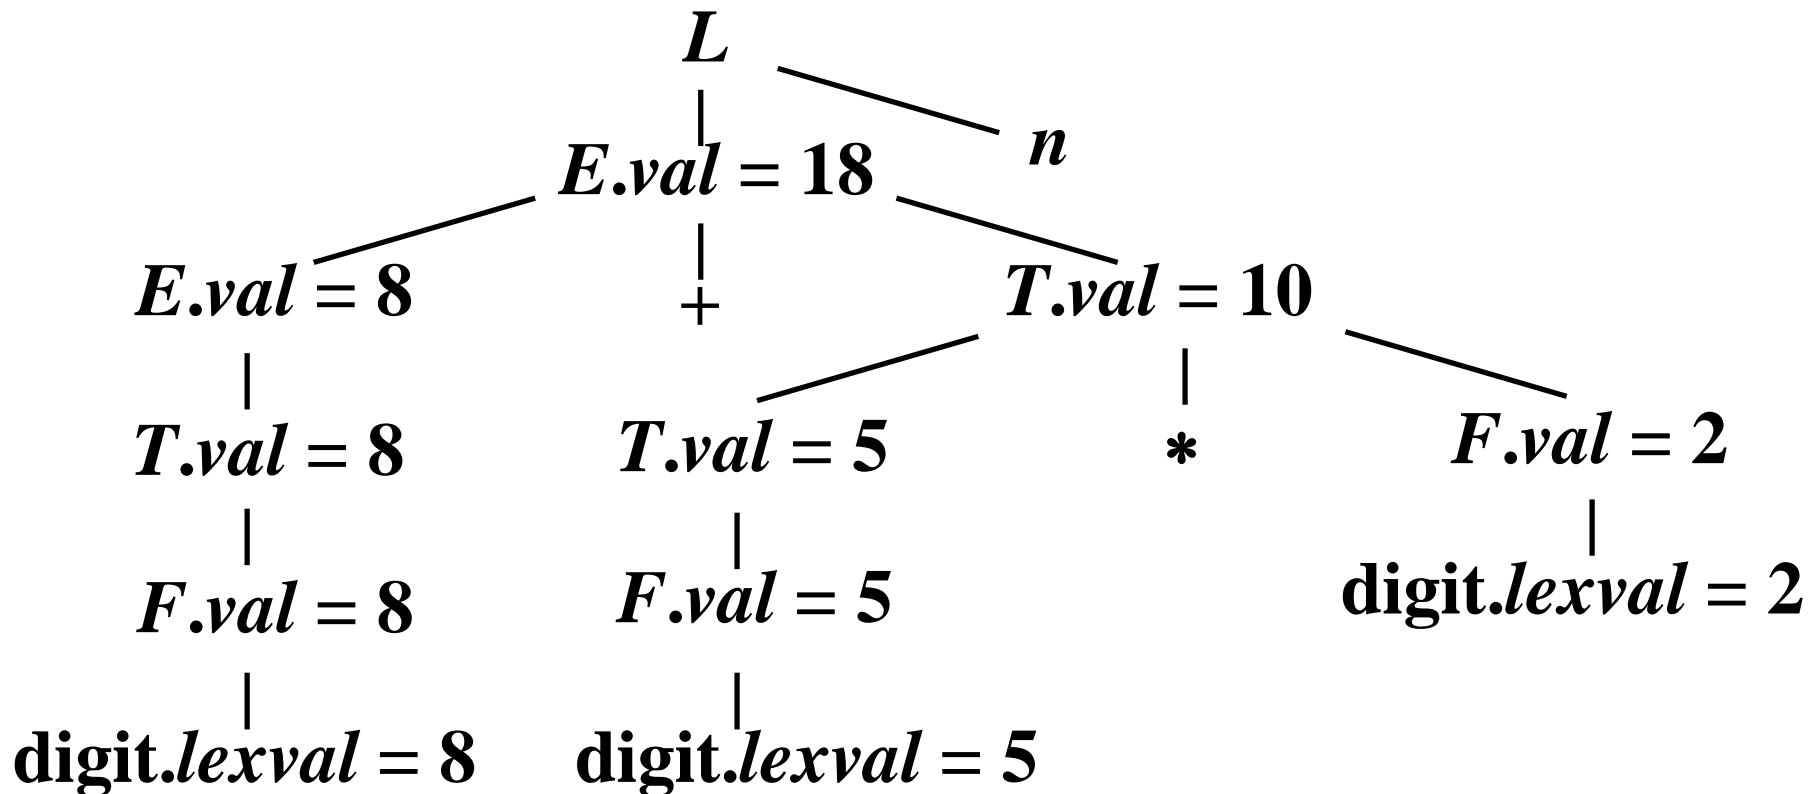 L
n
E.val = 18
E.val = 8 + T.val = 10
T.val = 8 T.val = 5 * F.val = 2
F.val = 8 F.val = 5 digit.lexval = 2
digit.lexval = 8 digit.lexval = 5